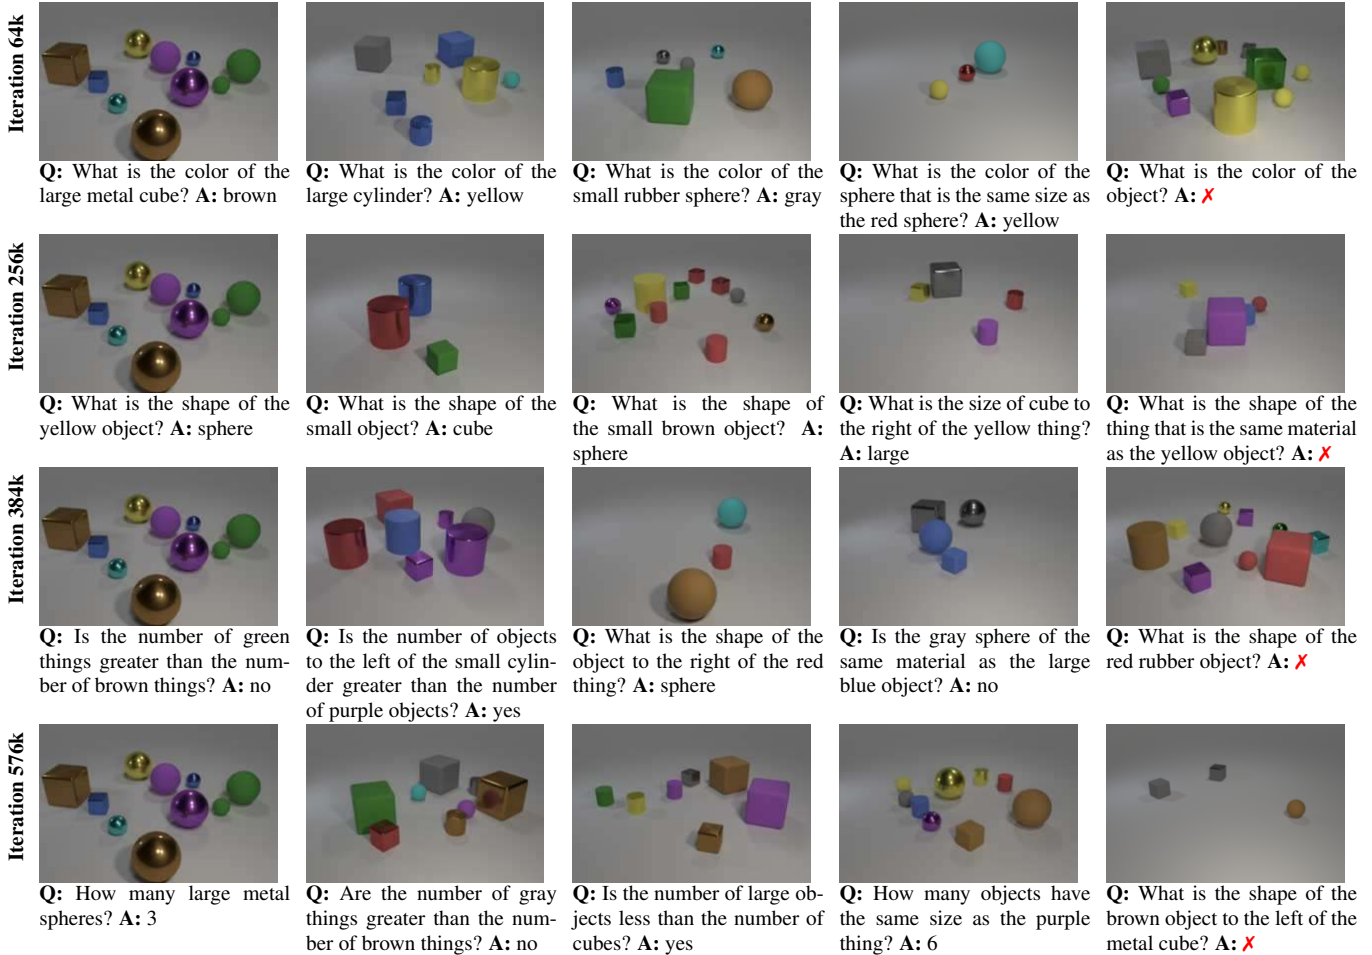 Iteration 64k
Q: What is the color of the
large metal cube? A: brown
Q: What is the color of the
large cylinder? A: yellow
Q: What is the color of the
small rubber sphere? A: gray
Q: What is the color of the
sphere that is the same size as
the red sphere? A: yellow
Q: What is the color of the
object? A: ✗
Iteration 256k
Q: What is the shape of the
yellow object? A: sphere
Q: What is the shape of the
small object? A: cube
Q: What is the shape of
the small brown object? A:
sphere
Q: What is the size of cube to
the right of the yellow thing?
A: large
Q: What is the shape of the
thing that is the same material
as the yellow object? A: ✗
Iteration 384k
Q: Is the number of green
things greater than the num-
ber of brown things? A: no
Q: Is the number of objects
to the left of the small cylin-
der greater than the number
of purple objects? A: yes
Q: What is the shape of the
object to the right of the red
thing? A: sphere
Q: Is the gray sphere of the
same material as the large
blue object? A: no
Q: What is the shape of the
red rubber object? A: ✗
Iteration 576k
Q: How many large metal
spheres? A: 3
Q: Are the number of gray
things greater than the num-
ber of brown things? A: no
Q: Is the number of large ob-
jects less than the number of
cubes? A: yes
Q: How many objects have
the same size as the purple
thing? A: 6
Q: What is the shape of the
brown object to the left of the
metal cube? A: ✗